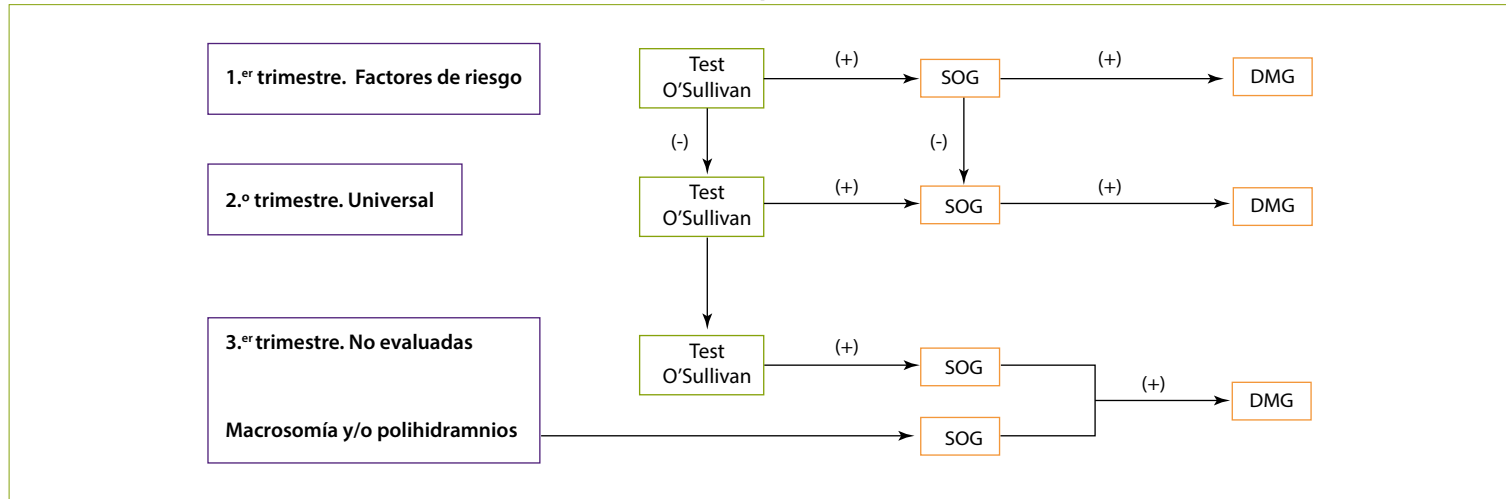 1.er trimestre. Factores de riesgo
Test
O'Sullivan
(+)
SOG
(+)
DMG
(-)
(-)
2.º trimestre. Universal
Test
O'Sullivan
(+)
SOG
(+)
DMG
3.er trimestre. No evaluadas
Test
O'Sullivan
(+)
SOG
(+)
DMG
Macrosomía y/o polihidramnios
SOG